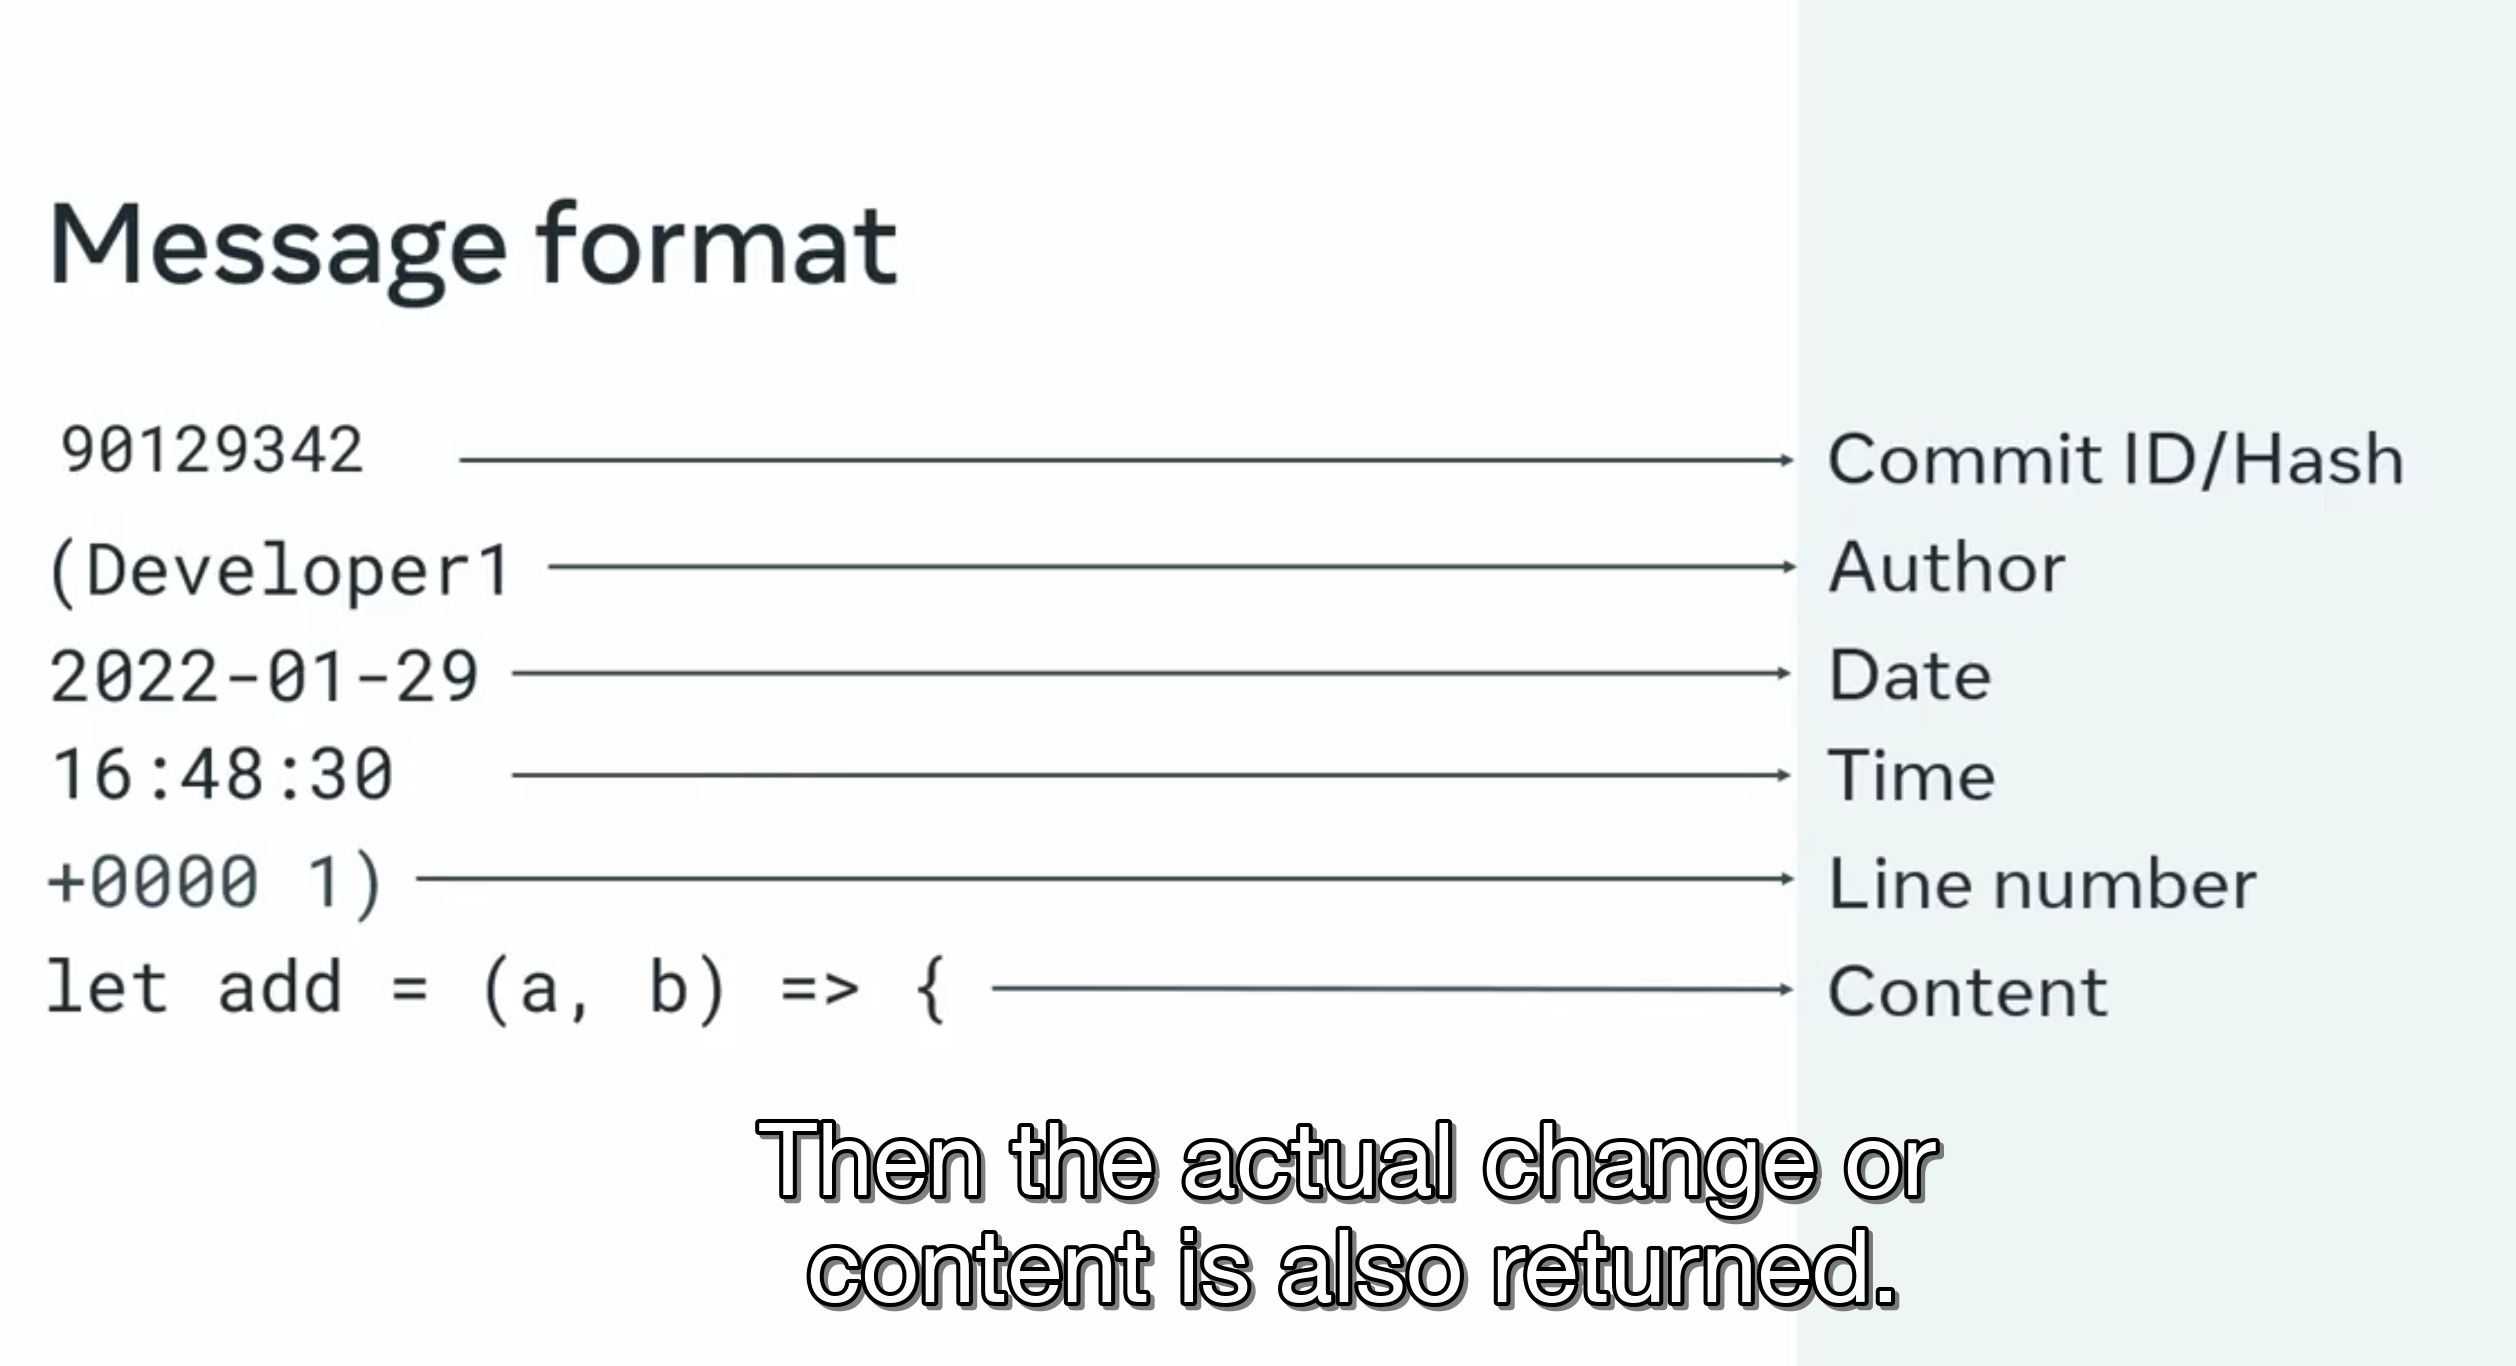 Message format
90129342 Commit ID/Hash
(Developer1 Author
2022-01-29 Date
16:48:30 Time
+0000 1) Line number
let add = (a, b) => { Content
Then the actual change or
content is also returned.